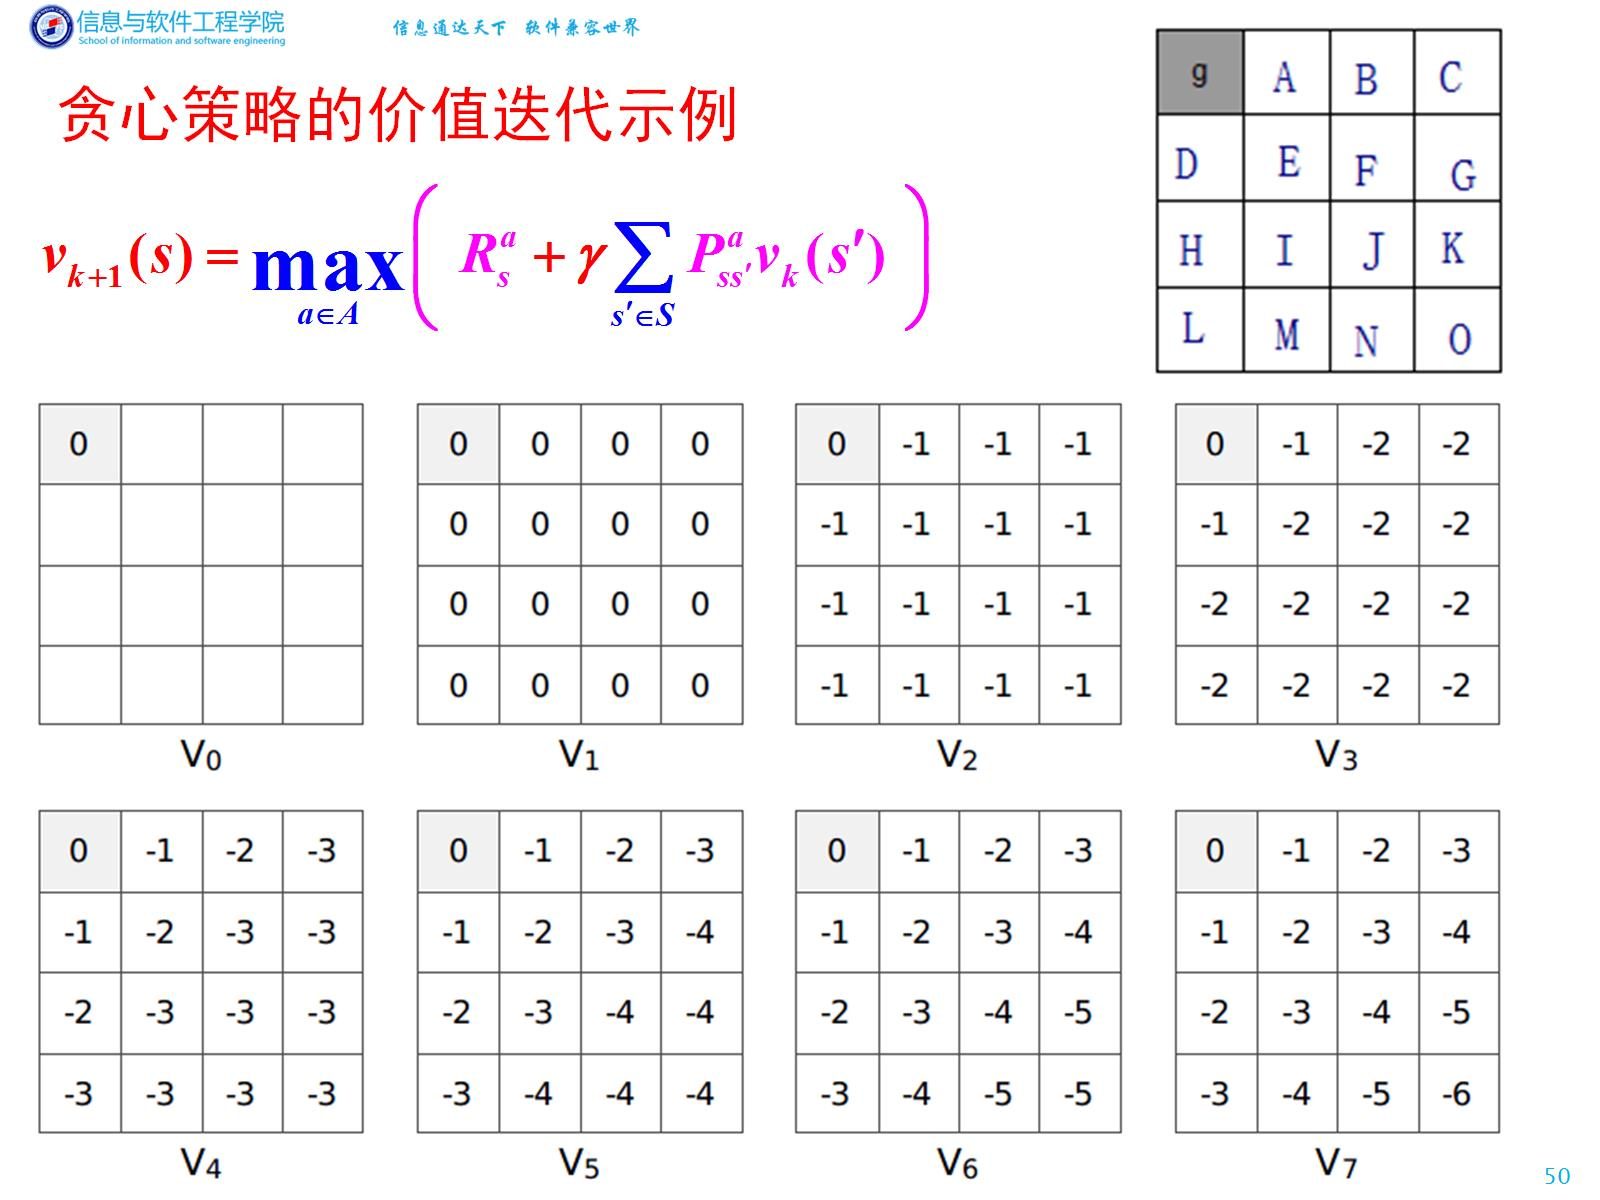 信息与软件工程学院
School of information and software engineering
信息通达天下 软件兼容世界
贪心策略的价值迭代示例
v_{k+1}(s) = max_{a∈A} ( R_s^a + γ ∑_{s′∈S} P_{ss′}^a v_k(s′) )
g A B C
D E F G
H I J K
L M N O
0
V0
0 0 0 0
0 0 0 0
0 0 0 0
0 0 0 0
V1
0 -1 -1 -1
-1 -1 -1 -1
-1 -1 -1 -1
-1 -1 -1 -1
V2
0 -1 -2 -2
-1 -2 -2 -2
-2 -2 -2 -2
-2 -2 -2 -2
V3
0 -1 -2 -3
-1 -2 -3 -3
-2 -3 -3 -3
-3 -3 -3 -3
V4
0 -1 -2 -3
-1 -2 -3 -4
-2 -3 -4 -4
-3 -4 -4 -4
V5
0 -1 -2 -3
-1 -2 -3 -4
-2 -3 -4 -5
-3 -4 -5 -5
V6
0 -1 -2 -3
-1 -2 -3 -4
-2 -3 -4 -5
-3 -4 -5 -6
V7
50